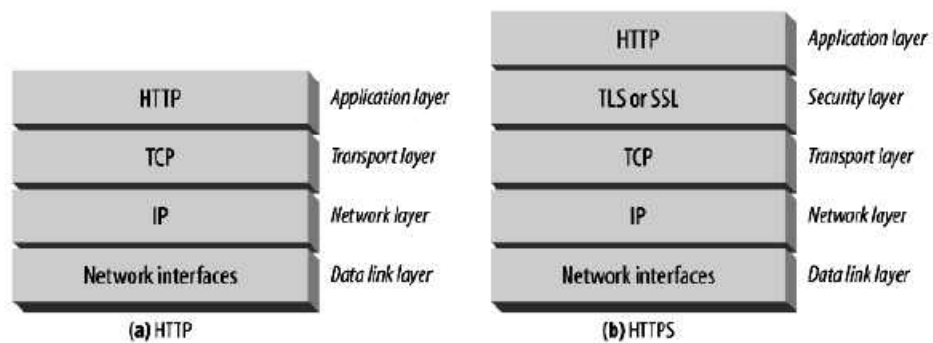 HTTP Application layer
TCP Transport layer
IP Network layer
Network interfaces Data link layer
(a) HTTP
HTTP Application layer
TLS or SSL Security layer
TCP Transport layer
IP Network layer
Network interfaces Data link layer
(b) HTTPS